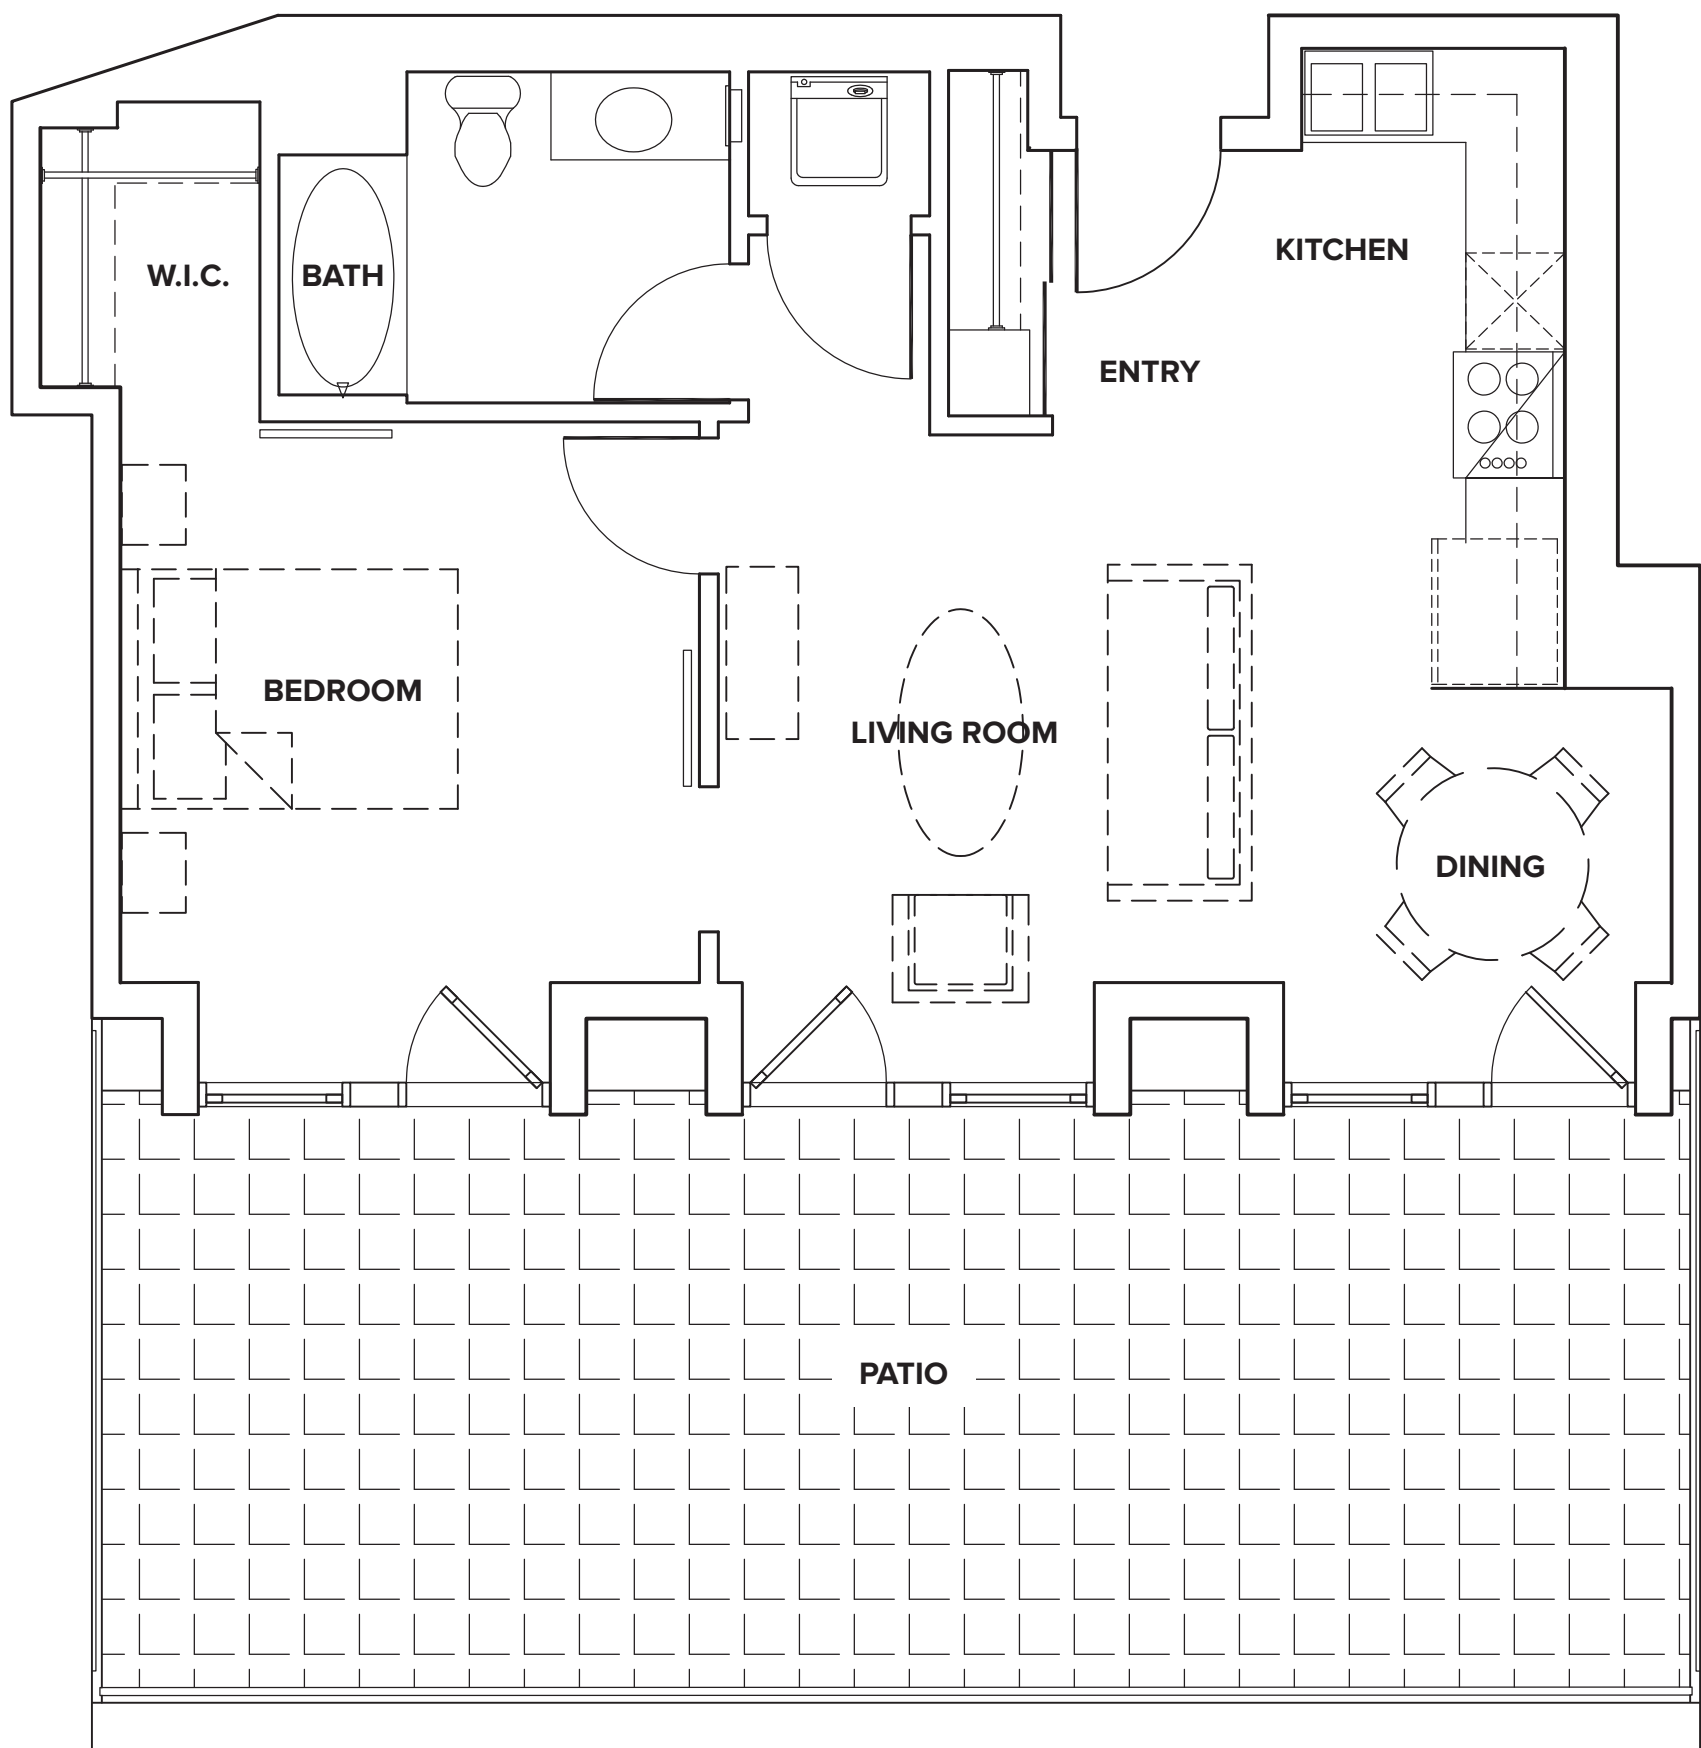 KITCHEN
W.I.C.
BATH
ENTRY
BEDROOM
LIVING ROOM
DINING
PATIO